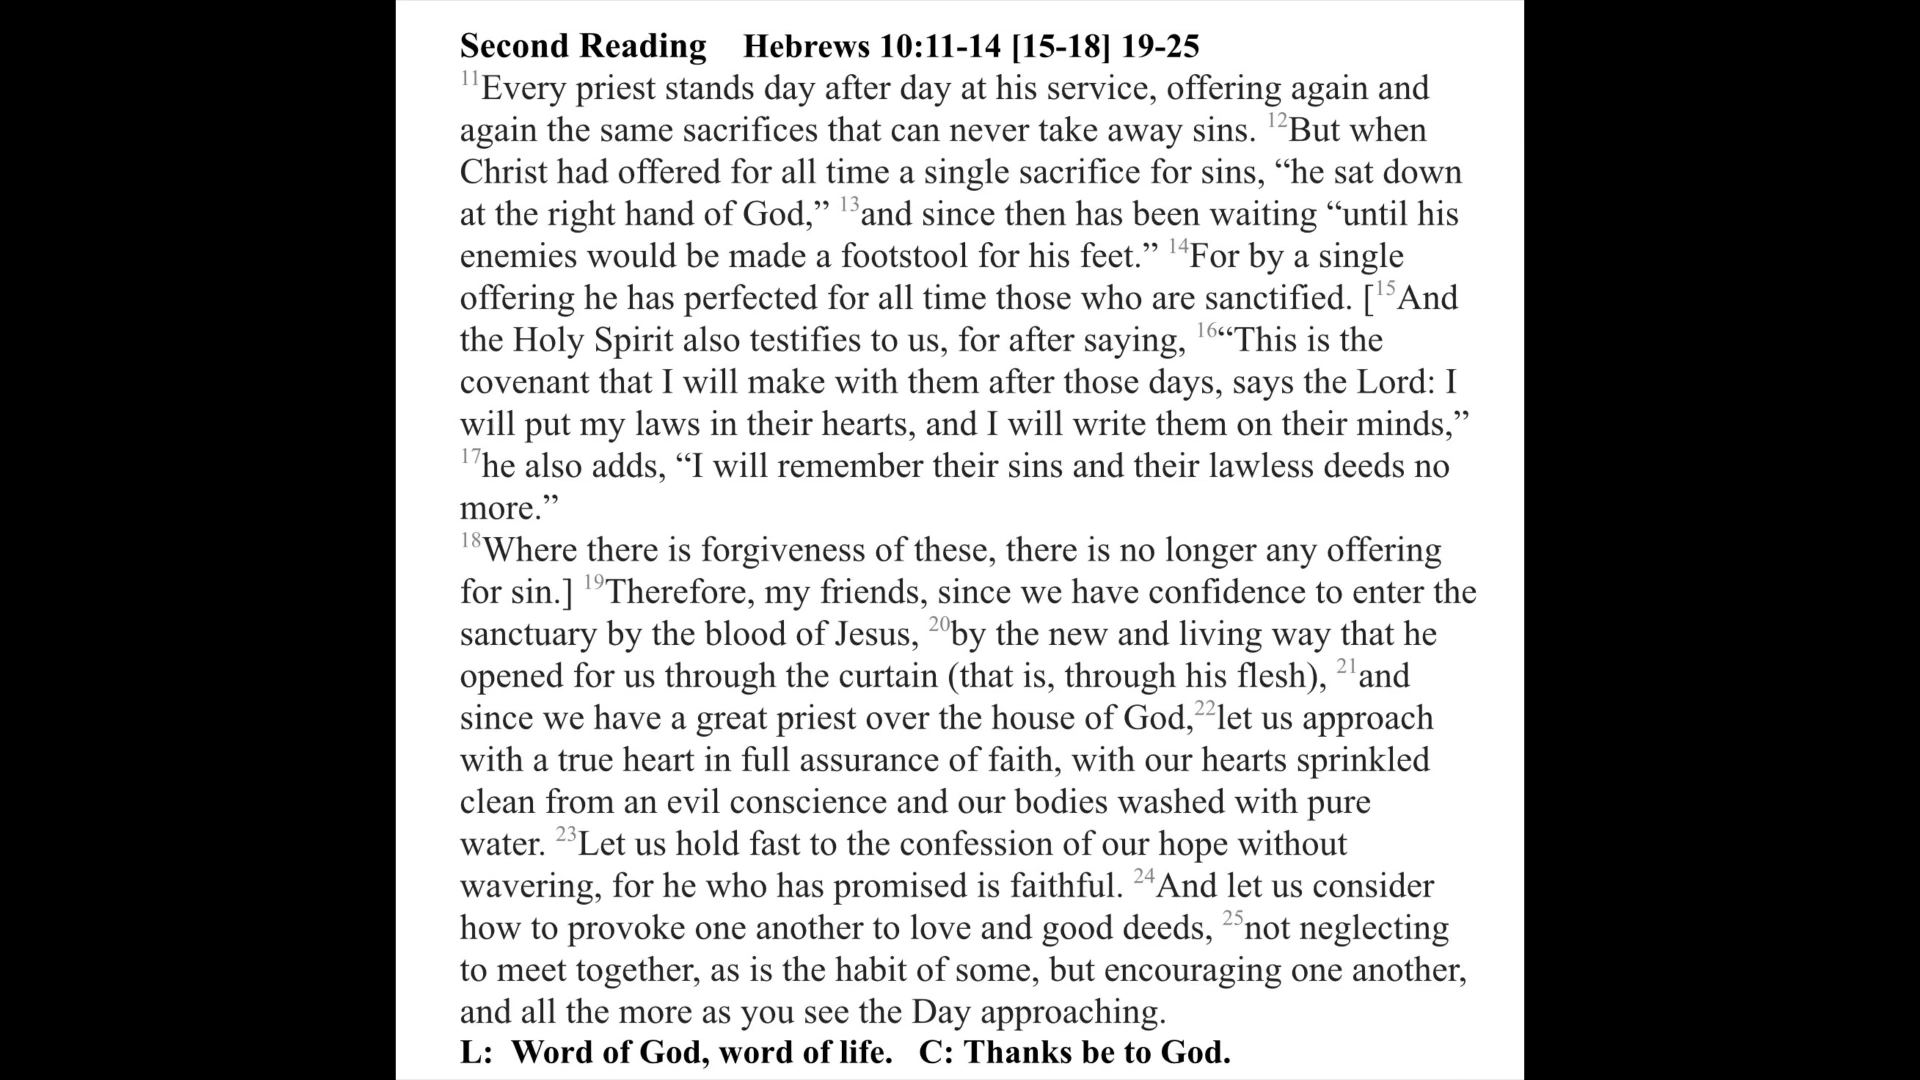 Second Reading    Hebrews 10:11-14 [15-18] 19-25
11Every priest stands day after day at his service, offering again and
again the same sacrifices that can never take away sins. 12But when
Christ had offered for all time a single sacrifice for sins, “he sat down
at the right hand of God,” 13and since then has been waiting “until his
enemies would be made a footstool for his feet.” 14For by a single
offering he has perfected for all time those who are sanctified. [15And
the Holy Spirit also testifies to us, for after saying, 16“This is the
covenant that I will make with them after those days, says the Lord: I
will put my laws in their hearts, and I will write them on their minds,”
17he also adds, “I will remember their sins and their lawless deeds no
more.”
18Where there is forgiveness of these, there is no longer any offering
for sin.] 19Therefore, my friends, since we have confidence to enter the
sanctuary by the blood of Jesus, 20by the new and living way that he
opened for us through the curtain (that is, through his flesh), 21and
since we have a great priest over the house of God,22let us approach
with a true heart in full assurance of faith, with our hearts sprinkled
clean from an evil conscience and our bodies washed with pure
water. 23Let us hold fast to the confession of our hope without
wavering, for he who has promised is faithful. 24And let us consider
how to provoke one another to love and good deeds, 25not neglecting
to meet together, as is the habit of some, but encouraging one another,
and all the more as you see the Day approaching.
L:  Word of God, word of life.   C: Thanks be to God.